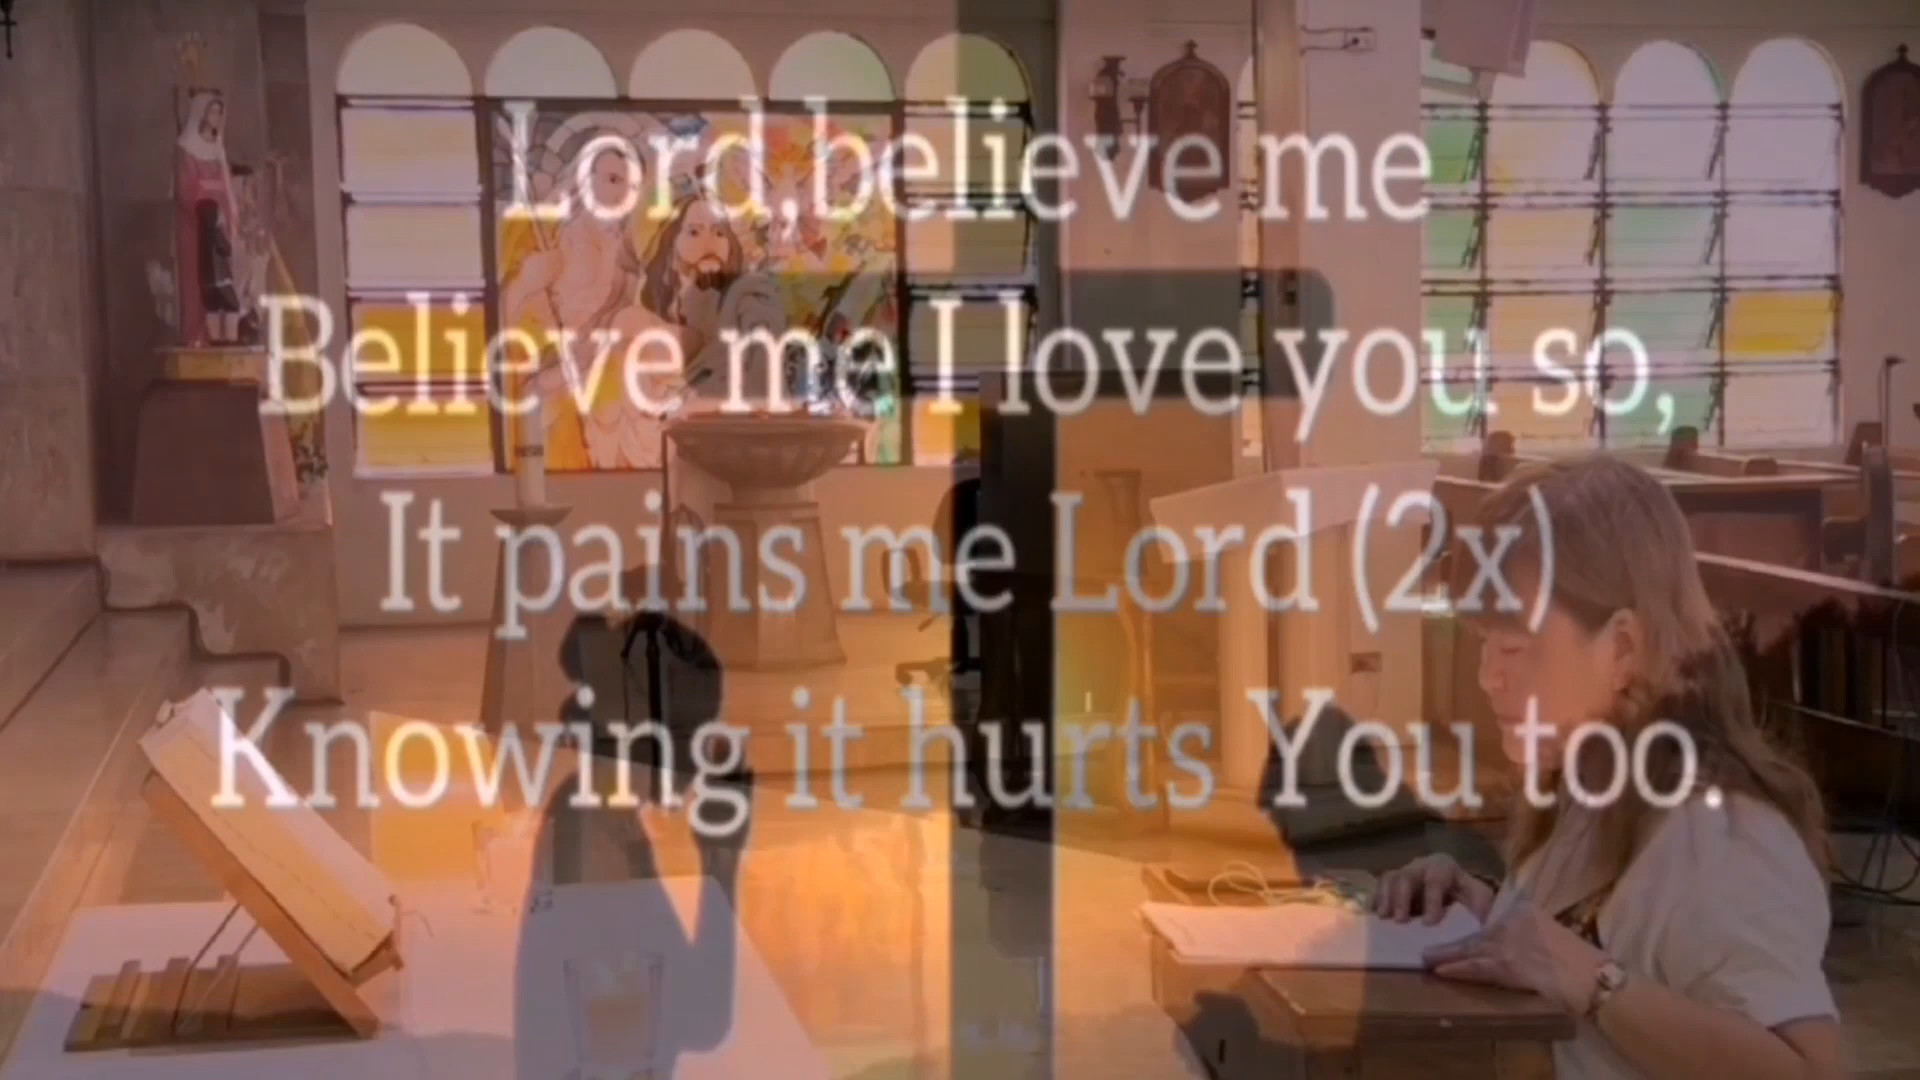 Lord,believe me
Believe me I love you so,
It pains me Lord (2x)
Knowing it hurts You too.